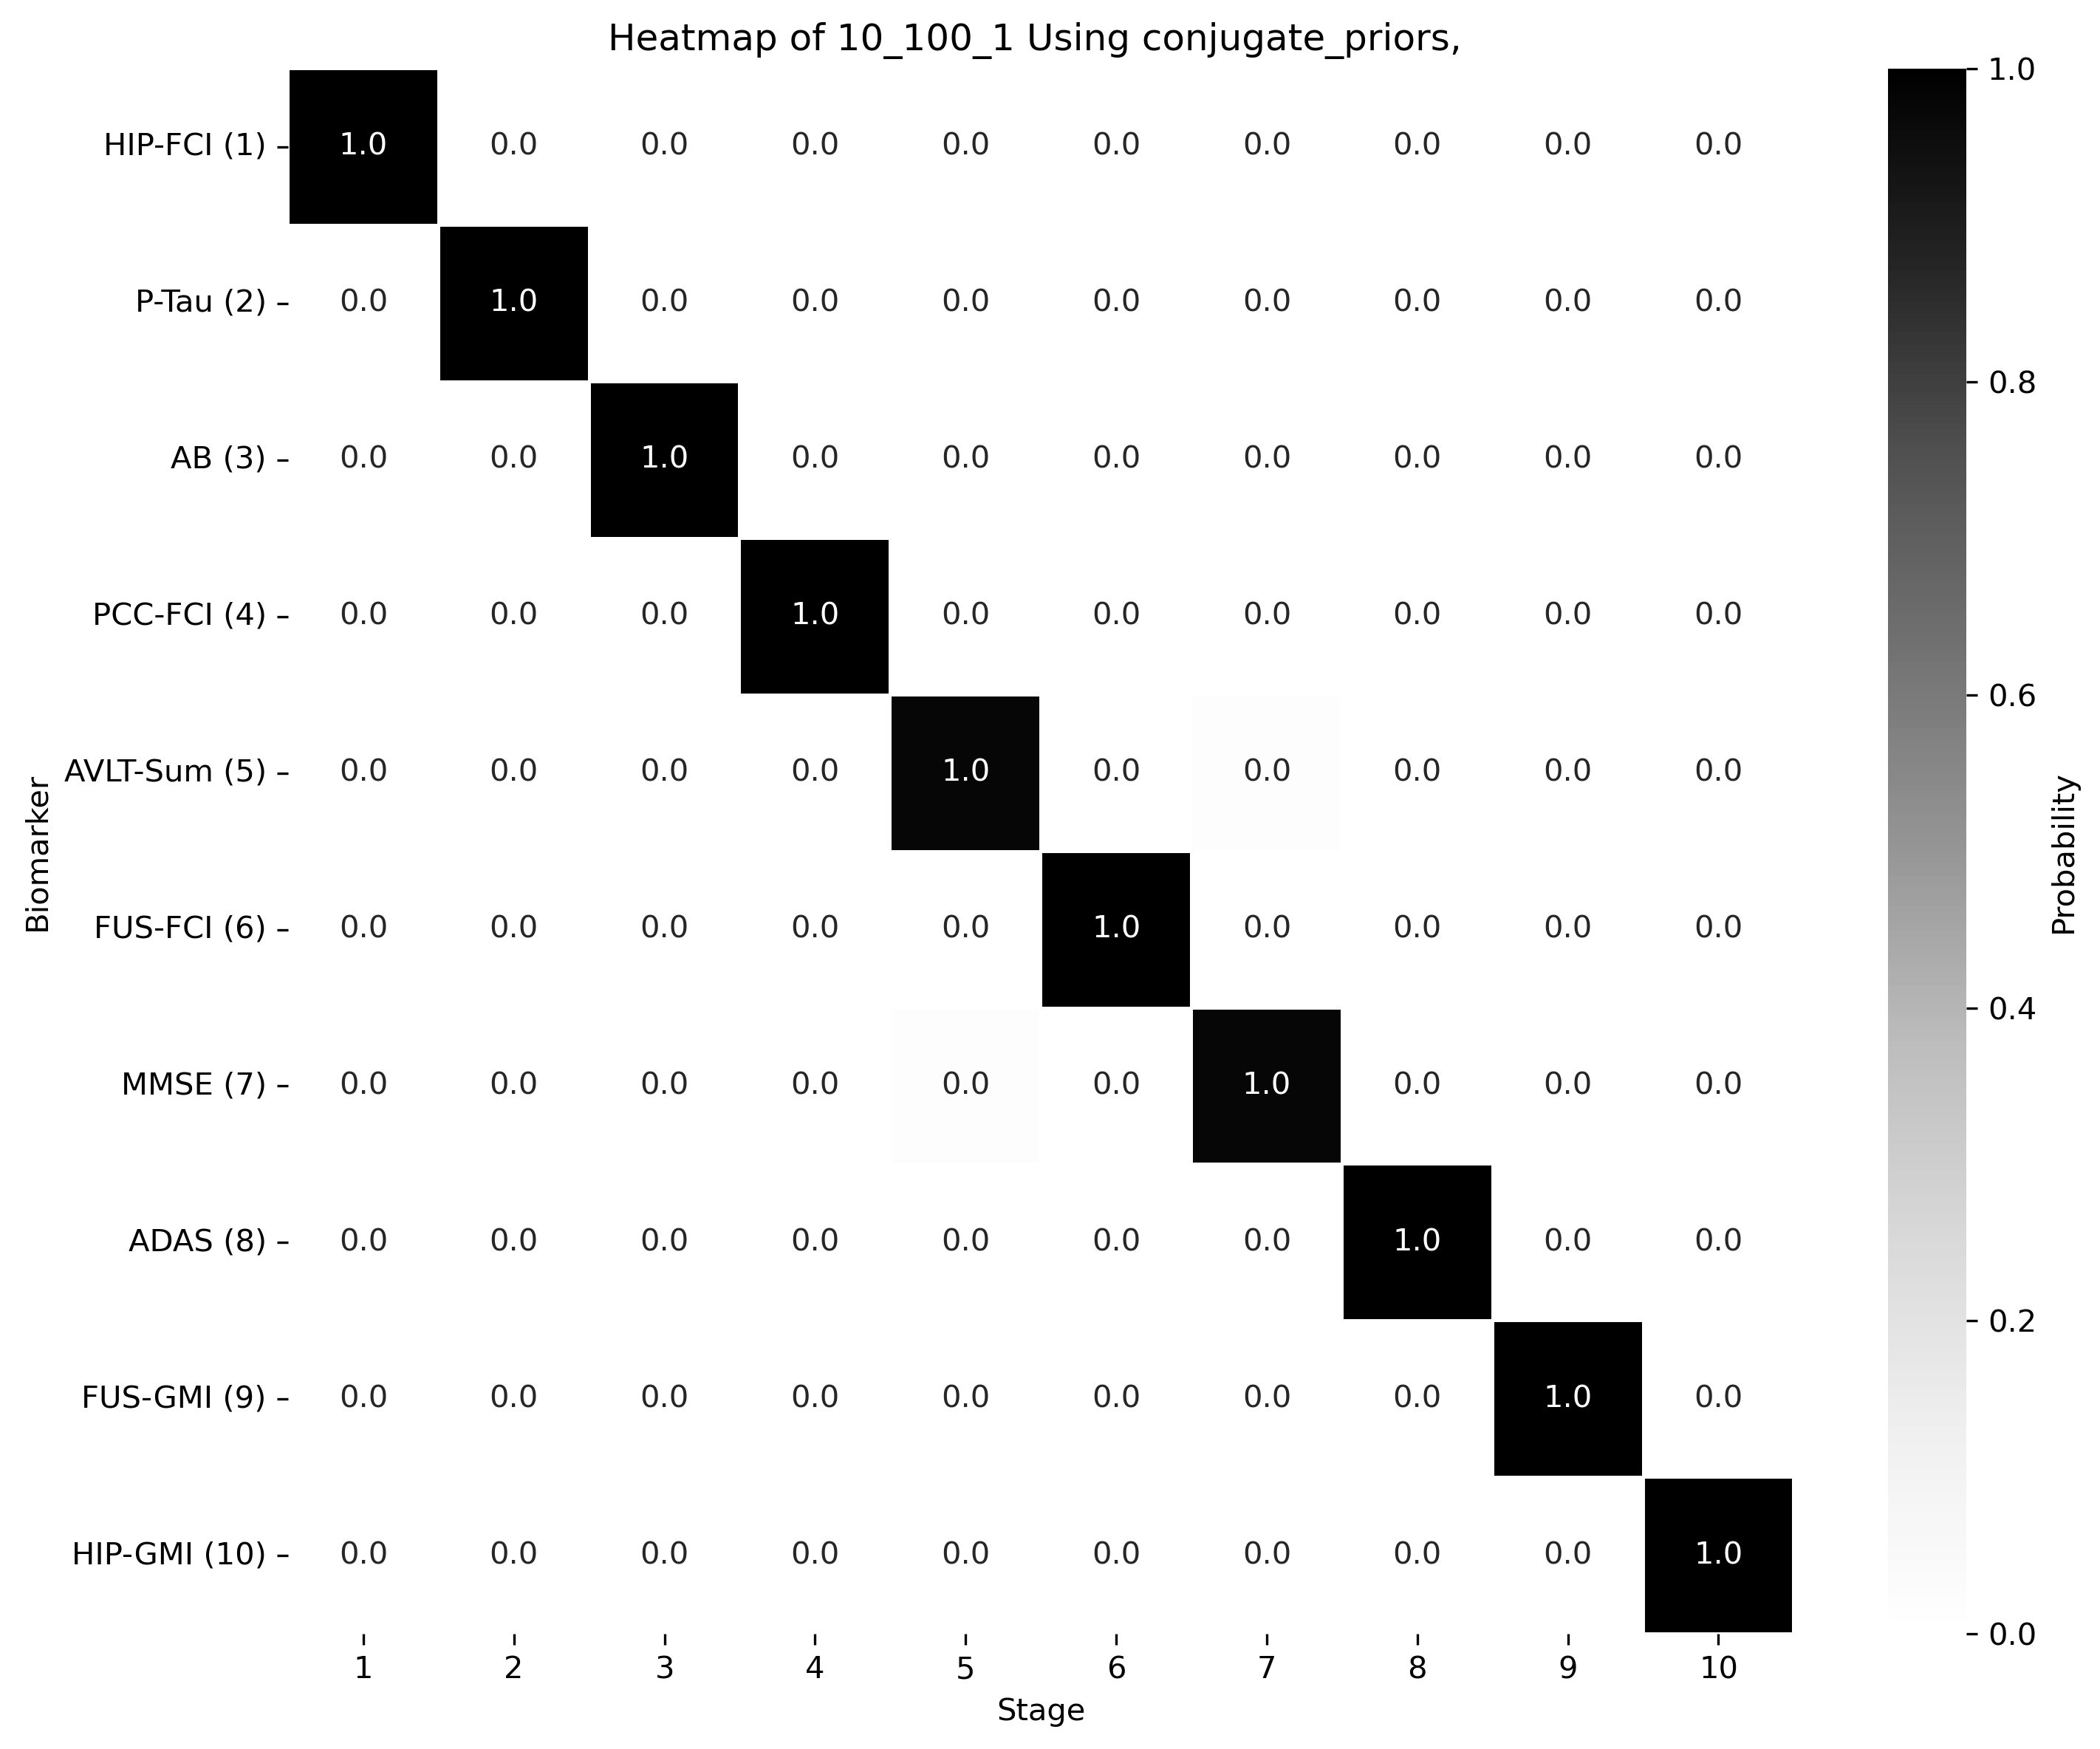 Heatmap of 10_100_1 Using conjugate_priors,
HIP-FCI (1) 1.0 0.0 0.0 0.0 0.0 0.0 0.0 0.0 0.0 0.0
P-Tau (2) 0.0 1.0 0.0 0.0 0.0 0.0 0.0 0.0 0.0 0.0
AB (3) 0.0 0.0 1.0 0.0 0.0 0.0 0.0 0.0 0.0 0.0
PCC-FCI (4) 0.0 0.0 0.0 1.0 0.0 0.0 0.0 0.0 0.0 0.0
AVLT-Sum (5) 0.0 0.0 0.0 0.0 1.0 0.0 0.0 0.0 0.0 0.0
FUS-FCI (6) 0.0 0.0 0.0 0.0 0.0 1.0 0.0 0.0 0.0 0.0
MMSE (7) 0.0 0.0 0.0 0.0 0.0 0.0 1.0 0.0 0.0 0.0
ADAS (8) 0.0 0.0 0.0 0.0 0.0 0.0 0.0 1.0 0.0 0.0
FUS-GMI (9) 0.0 0.0 0.0 0.0 0.0 0.0 0.0 0.0 1.0 0.0
HIP-GMI (10) 0.0 0.0 0.0 0.0 0.0 0.0 0.0 0.0 0.0 1.0
1 2 3 4 5 6 7 8 9 10
Stage
Biomarker
1.0
0.8
0.6
0.4
0.2
0.0
Probability